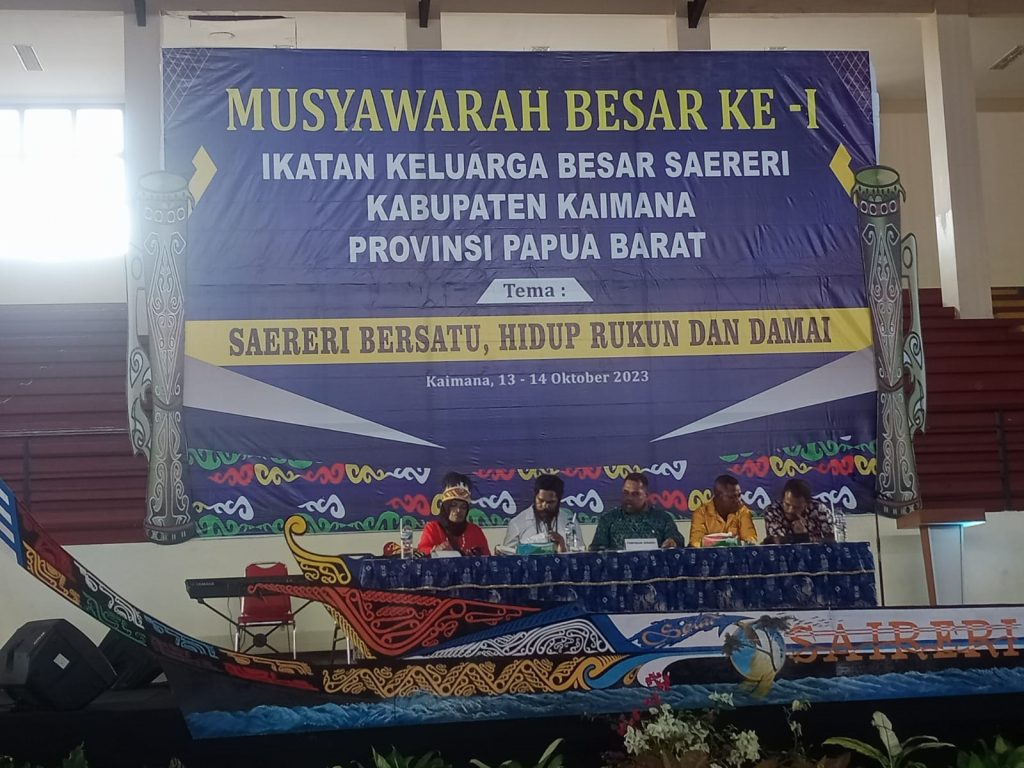 MUSYAWARAH BESAR KE -I
IKATAN KELUARGA BESAR SAERERI
KABUPATEN KAIMANA
PROVINSI PAPUA BARAT
Tema :
SAERERI BERSATU, HIDUP RUKUN DAN DAMAI
Kaimana, 13 - 14 Oktober 2023
YAMAHA
SAIRERI